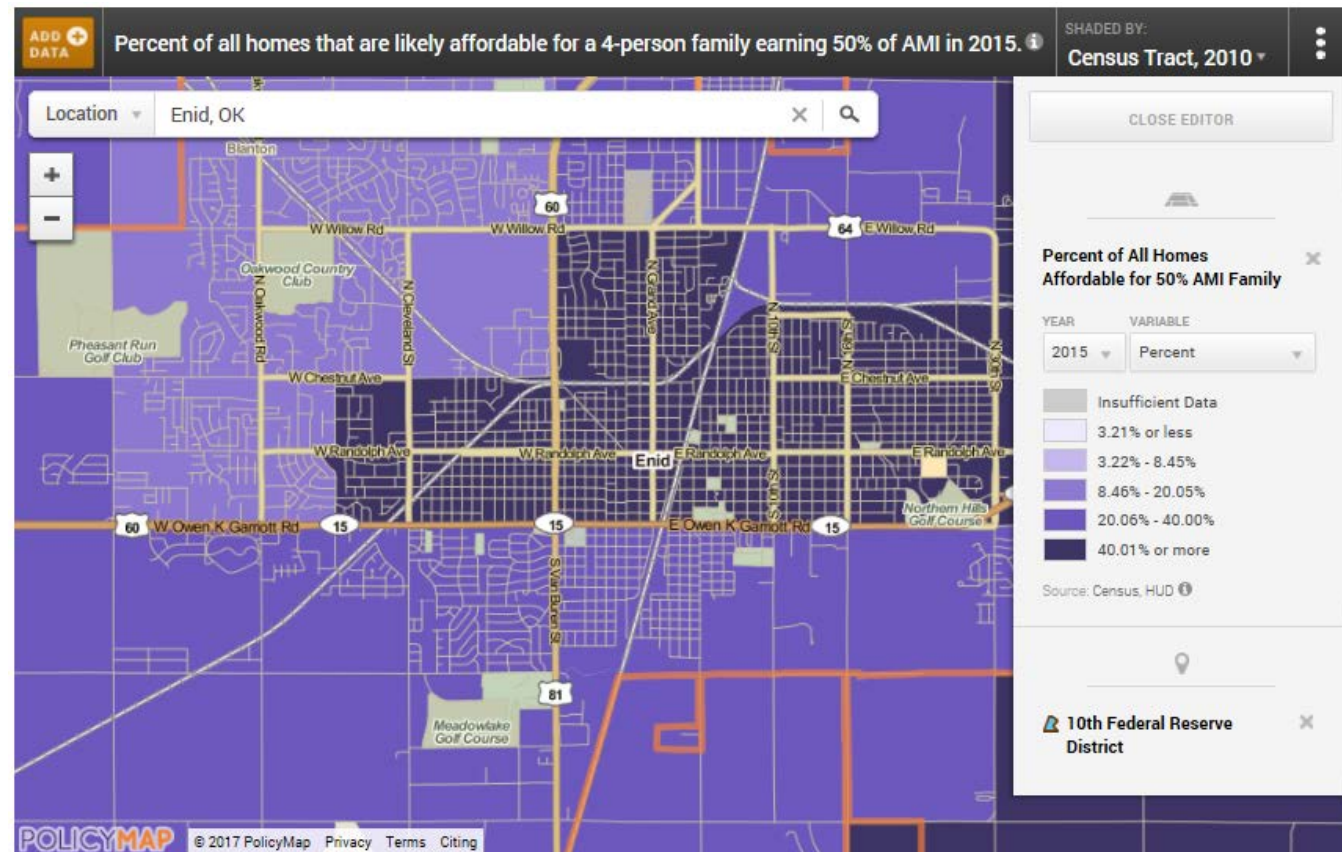 ADD
DATA
Percent of all homes that are likely affordable for a 4-person family earning 50% of AMI in 2015.
SHADED BY:
Census Tract, 2010
Location
Enid, OK
CLOSE EDITOR
+
−
Blanton
60
64
W Willow Rd
W Willow Rd
E Willow Rd
Oakwood Country
Club
N Oakwood Rd
N Cleveland St
N Grand Ave
N 10th St
N 30th St
Pheasant Run
Golf Club
W Chestnut Ave
E Chestnut Ave
W Randolph Ave
W Randolph Ave
Enid
E Randolph Ave
E Randolph Ave
S 10th St
Northern Hills
Golf Course
60
W Owen K Garriott Rd
15
15
E Owen K Garriott Rd
15
S Van Buren St
81
Meadowlake
Golf Course
Percent of All Homes
Affordable for 50% AMI Family
YEAR
VARIABLE
2015
Percent
Insufficient Data
3.21% or less
3.22% - 8.45%
8.46% - 20.05%
20.06% - 40.00%
40.01% or more
Source: Census, HUD
10th Federal Reserve
District
POLICYMAP
© 2017 PolicyMap Privacy Terms Citing